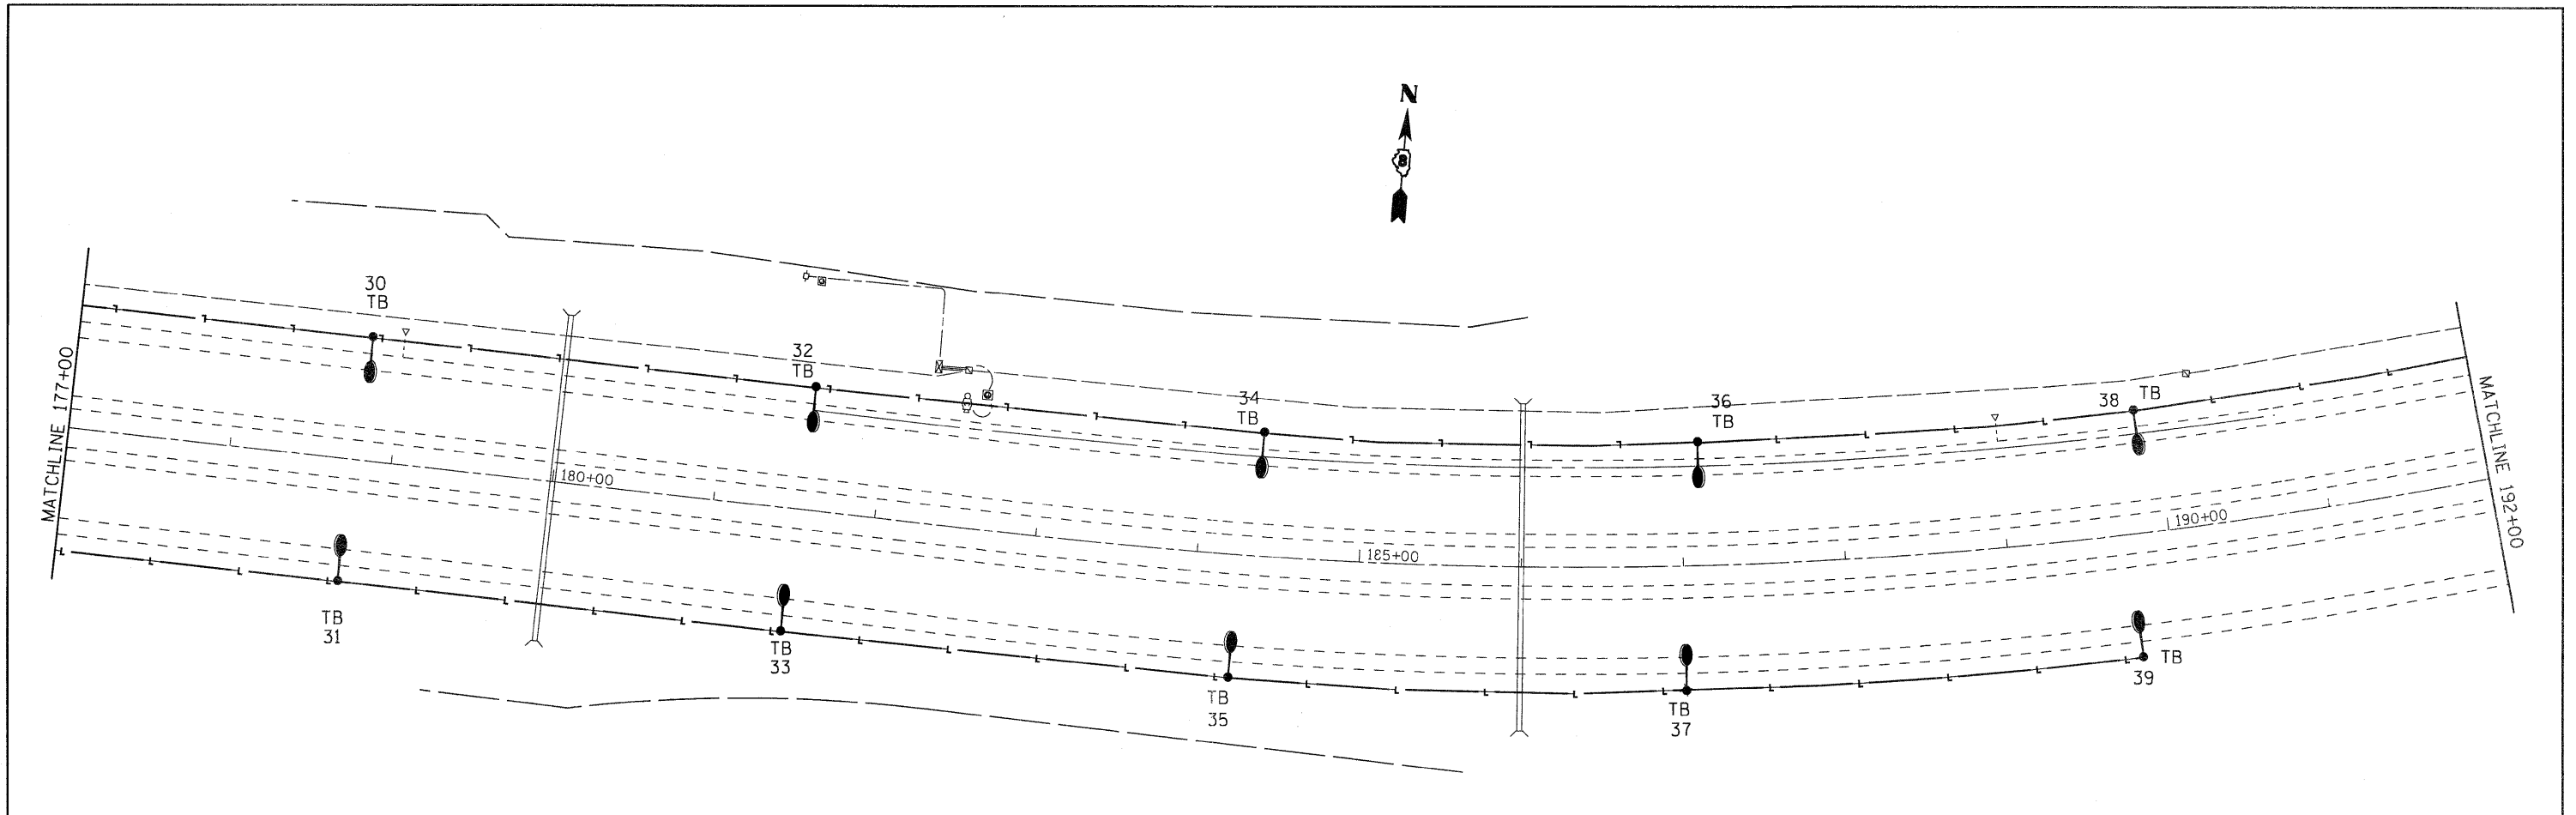 N
8
30
TB
32
TB
34
TB
36
TB
38 TB
MATCHLINE 177+00
180+00
185+00
190+00
MATCHLINE 192+00
TB
31
TB
33
TB
35
TB
37
TB
39